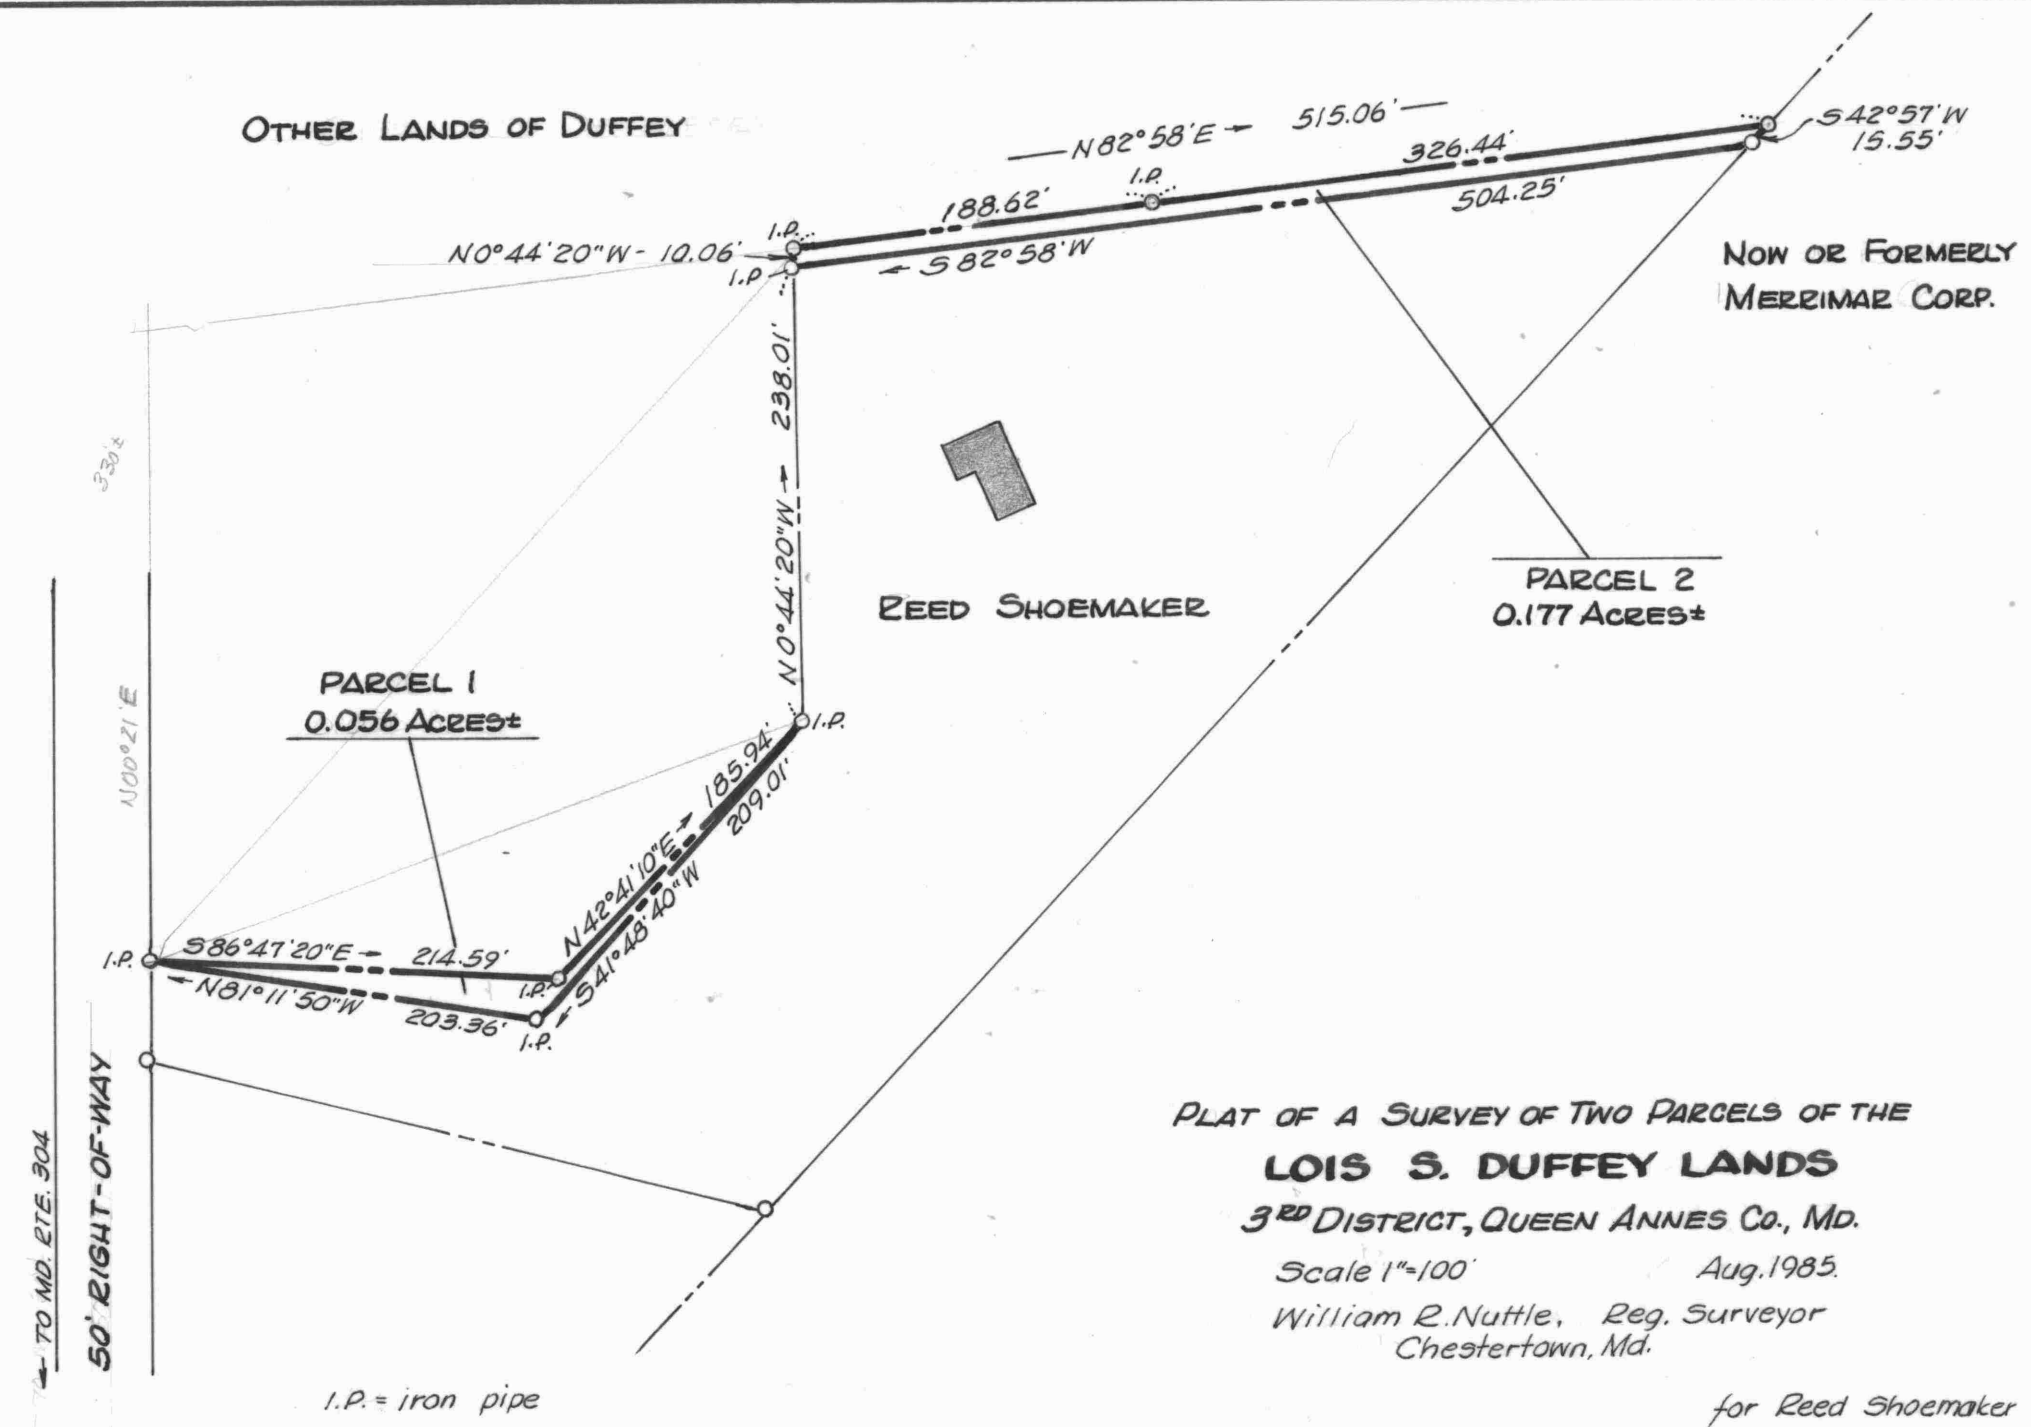 OTHER LANDS OF DUFFEY
N82°58'E → 515.06'
S42°57'W
15.55'
326.44'
I.P.
188.62'
504.25'
I.P.
N0°44'20"W - 10.06'
← S82°58'W
I.P.
NOW OR FORMERLY
MERRIMAR CORP.
N0°44'20"W → 238.01'
330'±
REED SHOEMAKER
PARCEL 2
0.177 ACRES±
PARCEL 1
0.056 ACRES±
N00°21'E
I.P.
N42°41'10"E → 185.94'
209.01'
← S41°48'40"W
I.P.
S86°47'20"E → 214.59'
← N81°11'50"W
203.36'
I.P.
I.P.
← TO MD. RTE. 304
50' RIGHT-OF-WAY
PLAT OF A SURVEY OF TWO PARCELS OF THE
LOIS S. DUFFEY LANDS
3RD DISTRICT, QUEEN ANNES CO., MD.
Scale 1"=100' Aug. 1985.
William R. Nuttle, Reg. Surveyor
Chestertown, Md.
I.P. = iron pipe
for Reed Shoemaker